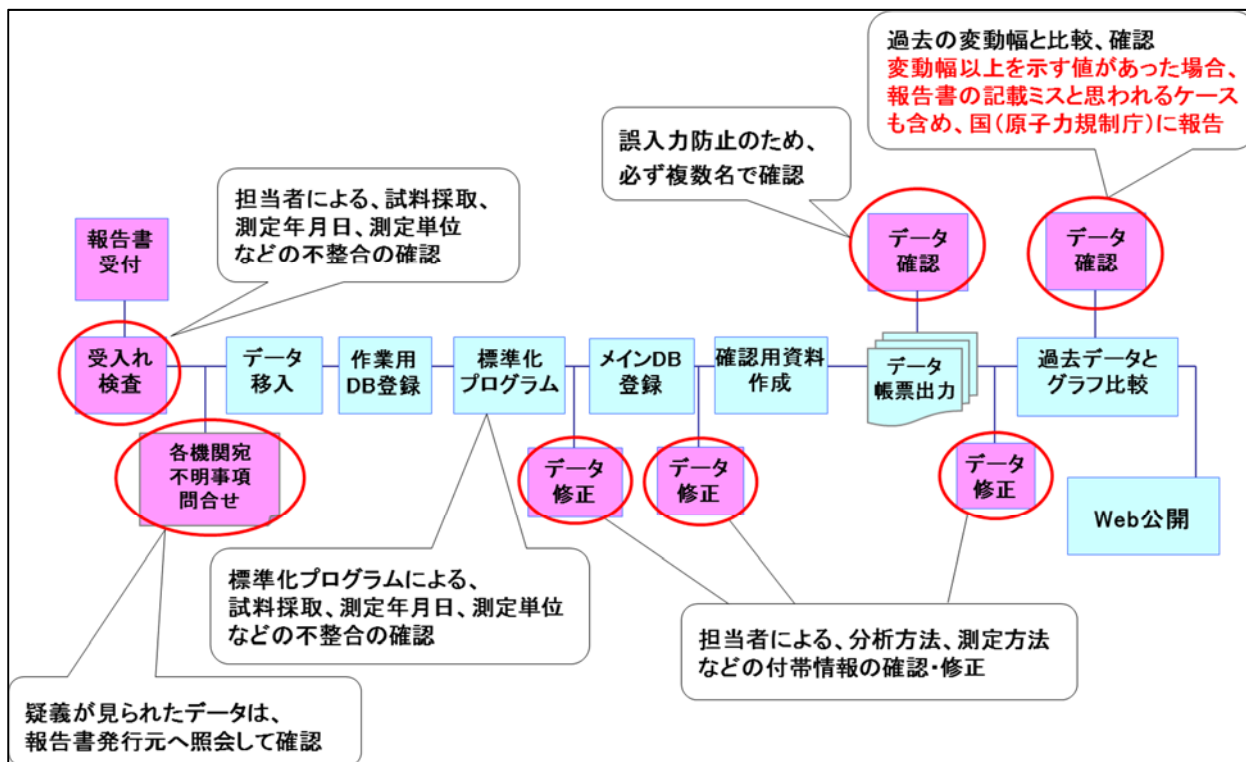 過去の変動幅と比較、確認
変動幅以上を示す値があった場合、
報告書の記載ミスと思われるケース
も含め、国(原子力規制庁)に報告
誤入力防止のため、
必ず複数名で確認
担当者による、試料採取、
測定年月日、測定単位
などの不整合の確認
報告書
受付
データ
確認
データ
確認
受入れ
検査
データ
移入
作業用
DB登録
標準化
プログラム
メインDB
登録
確認用資料
作成
データ
帳票出力
過去データと
グラフ比較
各機関宛
不明事項
問合せ
データ
修正
データ
修正
データ
修正
Web公開
標準化プログラムによる、
試料採取、測定年月日、測定単位
などの不整合の確認
担当者による、分析方法、測定方法
などの付帯情報の確認・修正
疑義が見られたデータは、
報告書発行元へ照会して確認